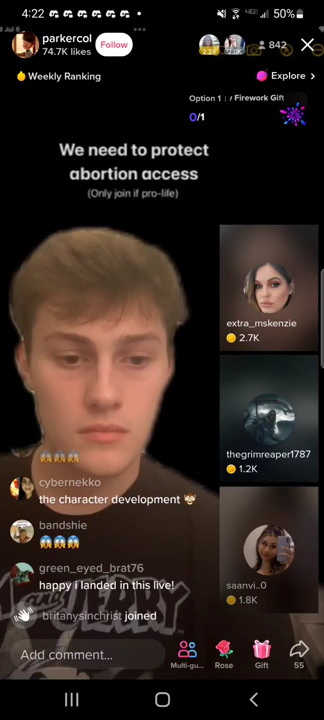 4:22
50%
parkercol
74.7K likes
Follow
842
Weekly Ranking
Explore >
Option 1 | / Firework Gift
0/1
We need to protect
abortion access
(Only join if pro-life)
extra_mskenzie
2.7K
thegrimreaper1787
1.2K
saanvi..0
1.8K
cybernekko
the character development
bandshie
green_eyed_brat76
happy i landed in this live!
britanysinchrist joined
Add comment...
Multi-gu...
Rose
Gift
55